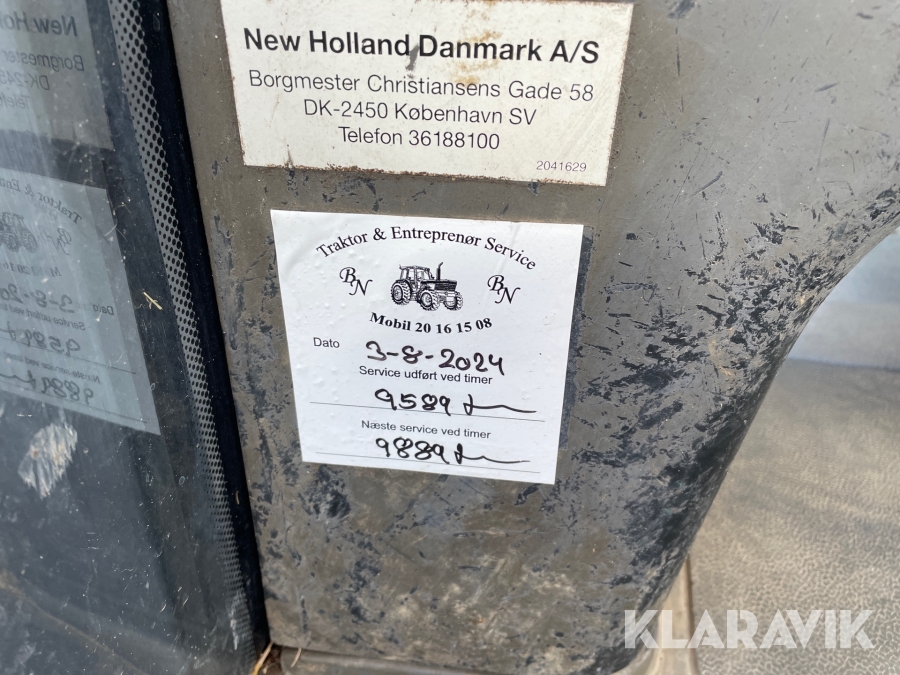 New Holland Danmark A/S
Borgmester Christiansens Gade 58
DK-2450 København SV
Telefon 36188100
2041629
Traktor & Entreprenør Service
BN BN
Mobil 20 16 15 08
Dato 3-8-2024
Service udført ved timer
9589
Næste service ved timer
9889
KLARAVIK